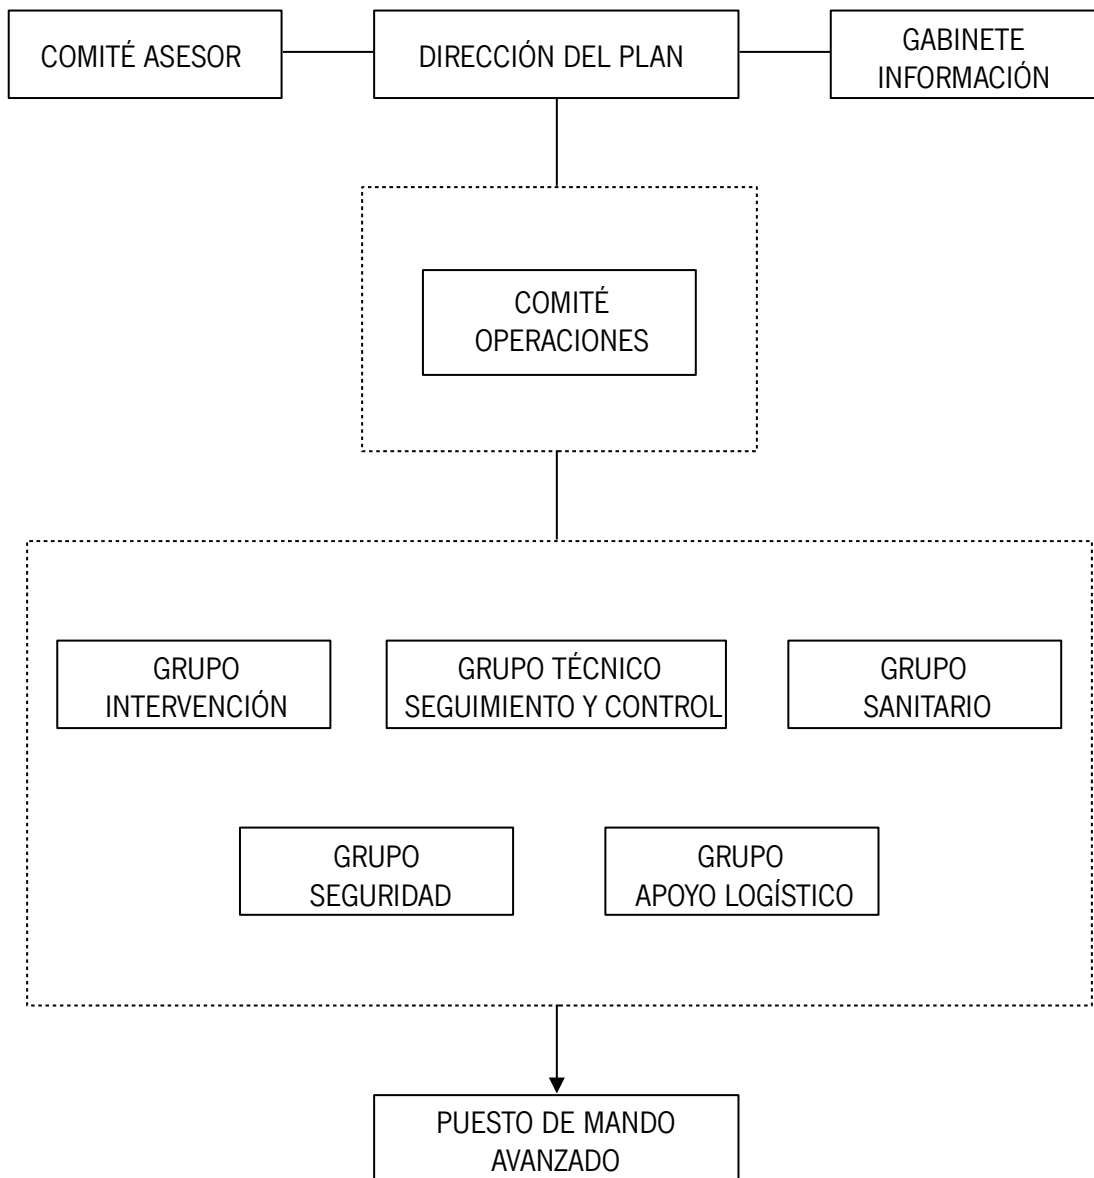 COMITÉ ASESOR
DIRECCIÓN DEL PLAN
GABINETE
INFORMACIÓN
COMITÉ
OPERACIONES
GRUPO
INTERVENCIÓN
GRUPO TÉCNICO
SEGUIMIENTO Y CONTROL
GRUPO
SANITARIO
GRUPO
SEGURIDAD
GRUPO
APOYO LOGÍSTICO
PUESTO DE MANDO
AVANZADO